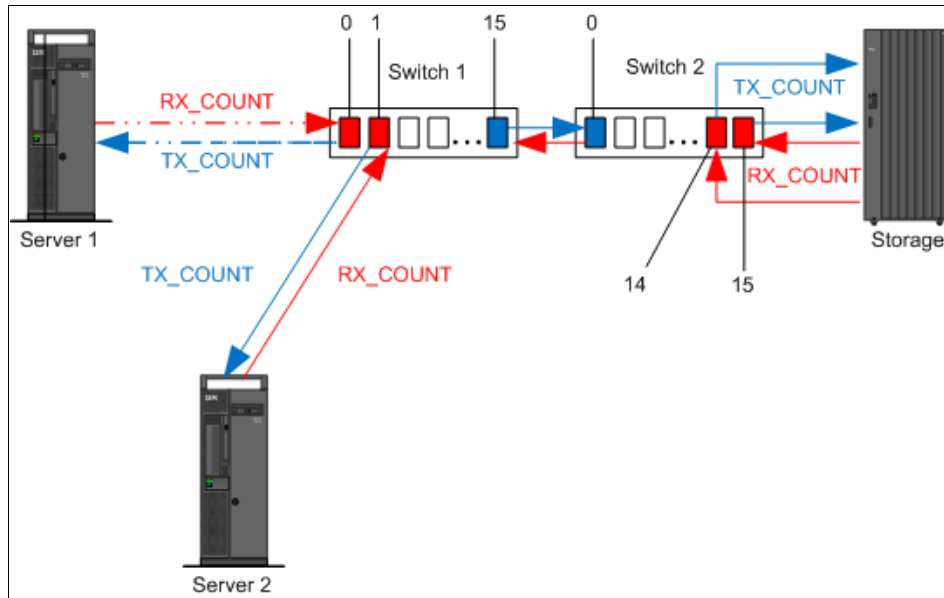 0 1 15 0
Switch 1
Switch 2
RX_COUNT
TX_COUNT
TX_COUNT
RX_COUNT
Server 1
Storage
TX_COUNT
RX_COUNT
14
15
Server 2